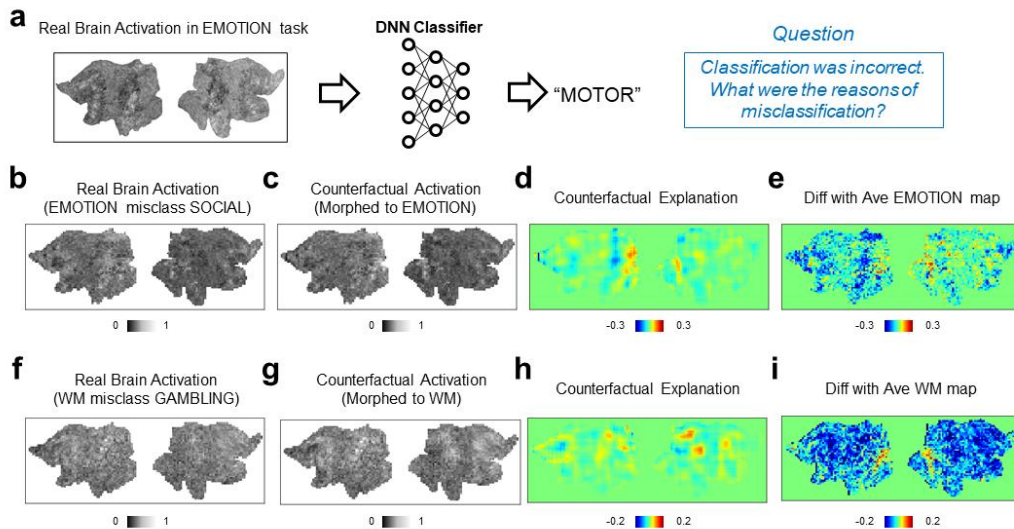 a
Real Brain Activation in EMOTION task
DNN Classifier
"MOTOR"
Question
Classification was incorrect.
What were the reasons of
misclassification?
b
Real Brain Activation
(EMOTION misclass SOCIAL)
0 1
c
Counterfactual Activation
(Morphed to EMOTION)
0 1
d
Counterfactual Explanation
-0.3 0.3
e
Diff with Ave EMOTION map
-0.3 0.3
f
Real Brain Activation
(WM misclass GAMBLING)
0 1
g
Counterfactual Activation
(Morphed to WM)
0 1
h
Counterfactual Explanation
-0.2 0.2
i
Diff with Ave WM map
-0.2 0.2